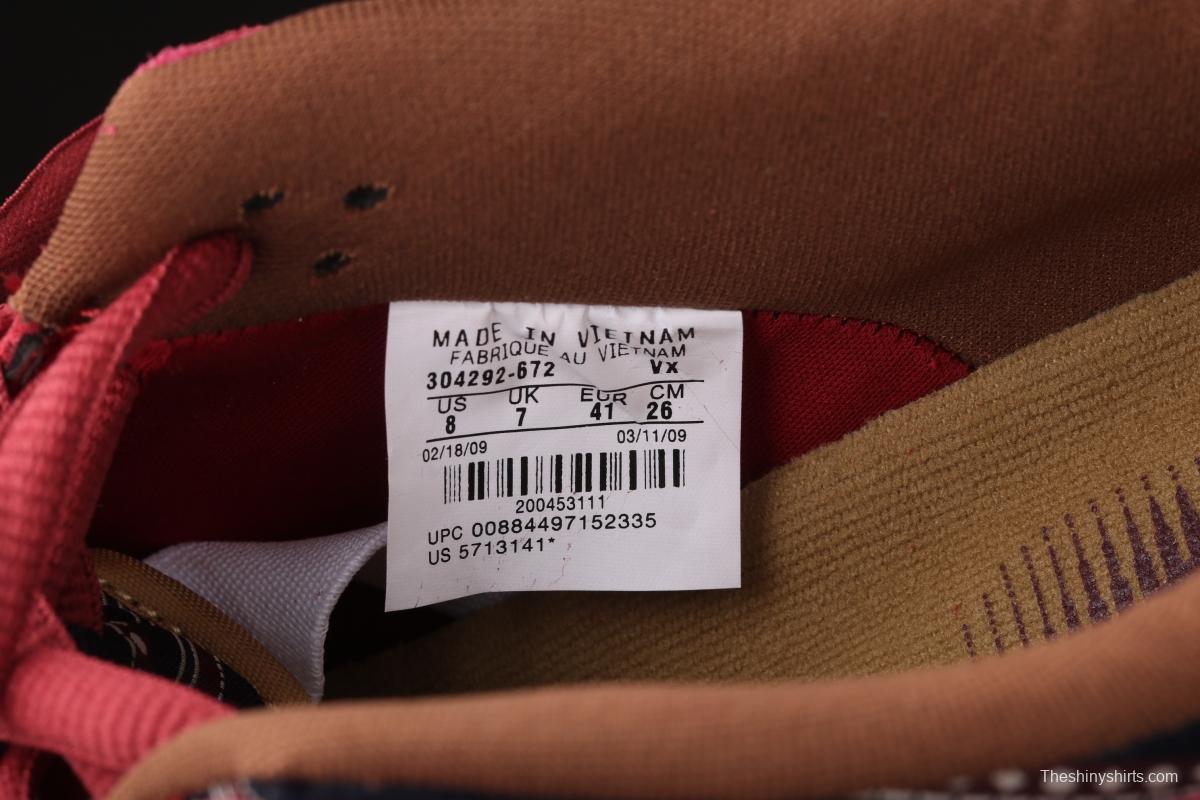 MADE IN VIETNAM
FABRIQUE AU VIETNAM
304292-672 VX
US UK EUR CM
8 7 41 26
02/18/09 03/11/09
200453111
UPC 00884497152335
US 5713141*
Theshinyshirts.com